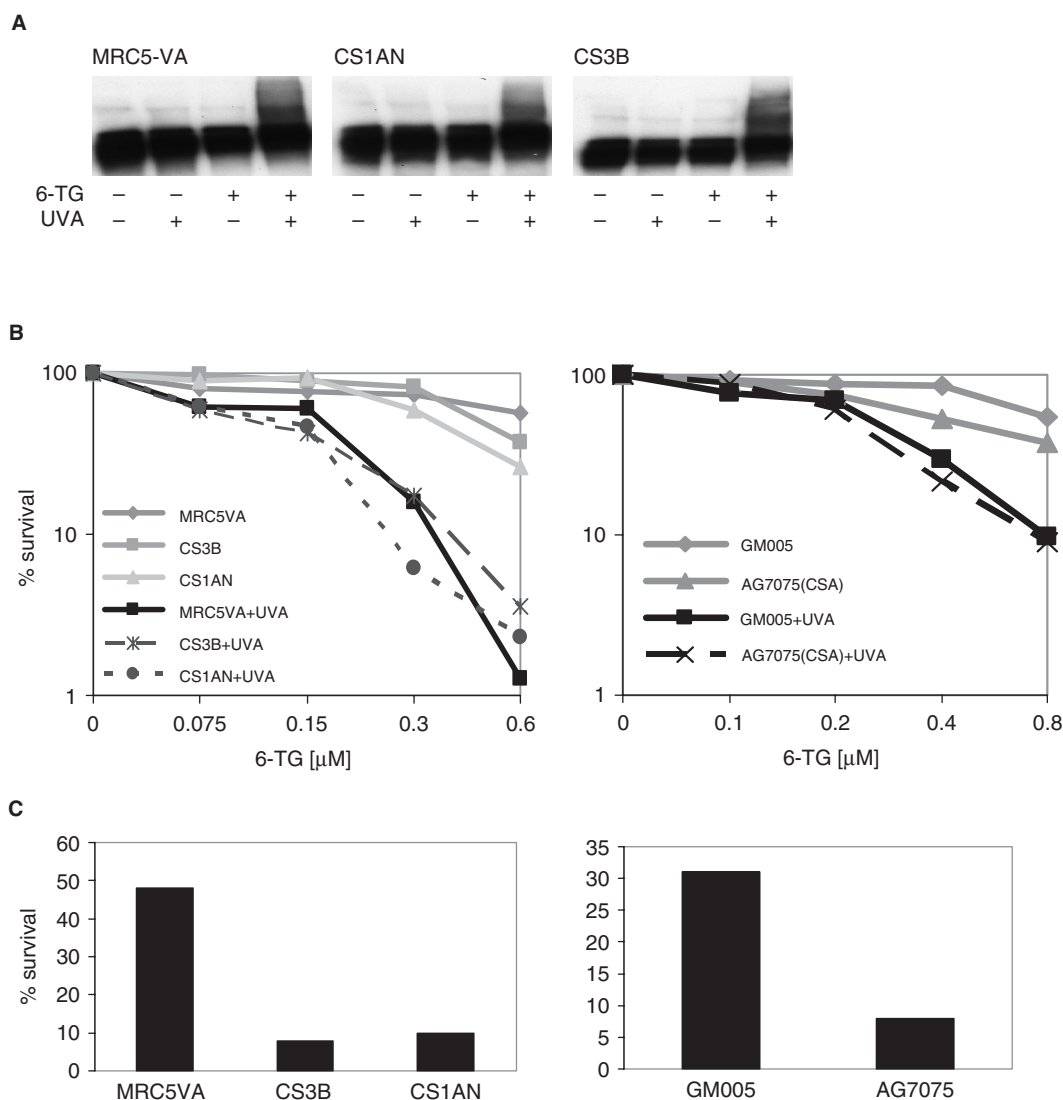 A
MRC5-VA CS1AN CS3B
6-TG – – + + – – + + – – + +
UVA – + – + – + – + – + – +
B
% survival
100
10
1
0 0.075 0.15 0.3 0.6
6-TG [μM]
MRC5VA
CS3B
CS1AN
MRC5VA+UVA
CS3B+UVA
CS1AN+UVA
100
10
1
0 0.1 0.2 0.4 0.8
6-TG [μM]
GM005
AG7075(CSA)
GM005+UVA
AG7075(CSA)+UVA
C
% survival
60
50
40
30
20
10
0
MRC5VA CS3B CS1AN
35
30
25
20
15
10
5
0
GM005 AG7075